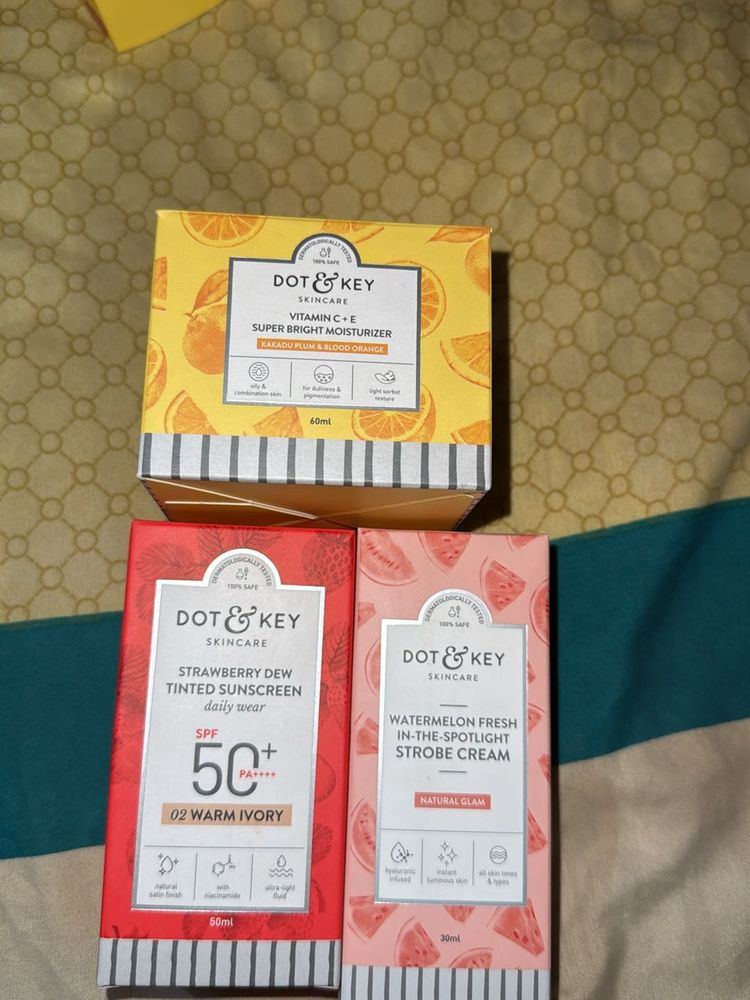 DERMATOLOGICALLY TESTED
100% SAFE
DOT & KEY
SKINCARE
VITAMIN C + E
SUPER BRIGHT MOISTURIZER
KAKADU PLUM & BLOOD ORANGE
oily &
combination skin
for dullness &
pigmentation
light sorbet
texture
60ml
DERMATOLOGICALLY TESTED
100% SAFE
DOT & KEY
SKINCARE
STRAWBERRY DEW
TINTED SUNSCREEN
daily wear
SPF
50+
PA++++
02 WARM IVORY
natural
satin finish
with
niacinamide
ultra-light
fluid
50ml
DERMATOLOGICALLY TESTED
100% SAFE
DOT & KEY
SKINCARE
WATERMELON FRESH
IN-THE-SPOTLIGHT
STROBE CREAM
NATURAL GLAM
hyaluronic
infused
instant
luminous skin
all skin tones
& types
30ml